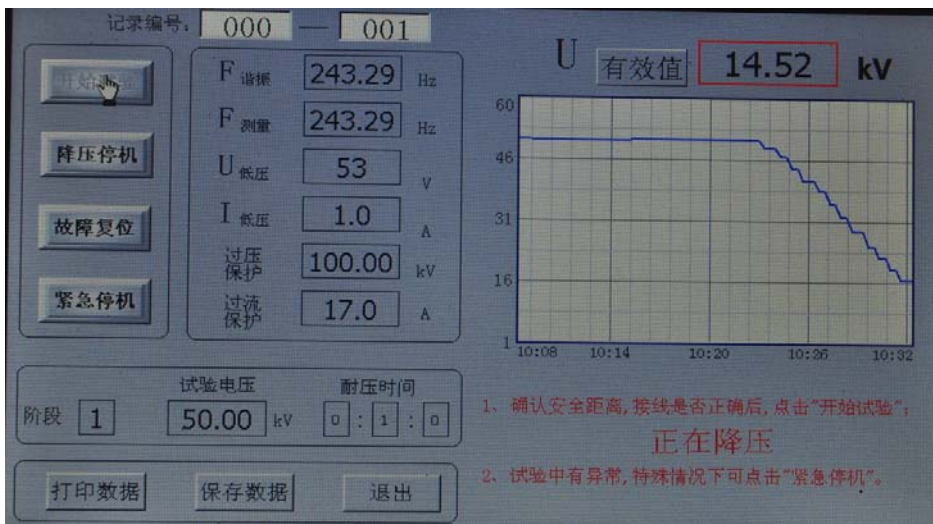 记录编号： 000 — 001
开始试验
降压停机
故障复位
紧急停机
F 谐振 243.29 Hz
F 测量 243.29 Hz
U 低压 53 V
I 低压 1.0 A
过压保护 100.00 kV
过流保护 17.0 A
U 有效值 14.52 kV
60
46
31
16
1
10:08 10:14 10:20 10:26 10:32
试验电压 耐压时间
阶段 1 50.00 kV 0 : 1 : 0
打印数据 保存数据 退出
1、确认安全距离,接线是否正确后,点击"开始试验";
正在降压
2、试验中有异常,特殊情况下可点击"紧急停机"。